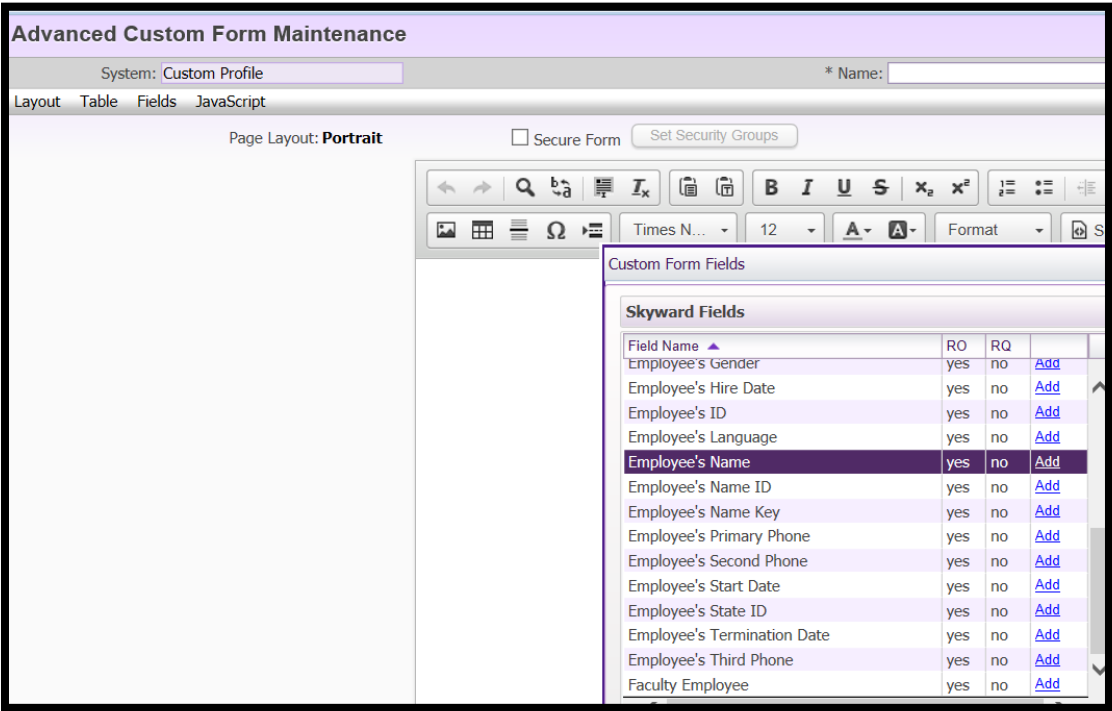 Advanced Custom Form Maintenance
System: Custom Profile * Name:
Layout Table Fields JavaScript
Page Layout: Portrait Secure Form Set Security Groups
B I U S x₂ x²
Ω Times N... 12 A A Format S
Custom Form Fields
Skyward Fields
Field Name RO RQ
Employee's Gender yes no Add
Employee's Hire Date yes no Add
Employee's ID yes no Add
Employee's Language yes no Add
Employee's Name yes no Add
Employee's Name ID yes no Add
Employee's Name Key yes no Add
Employee's Primary Phone yes no Add
Employee's Second Phone yes no Add
Employee's Start Date yes no Add
Employee's State ID yes no Add
Employee's Termination Date yes no Add
Employee's Third Phone yes no Add
Faculty Employee yes no Add